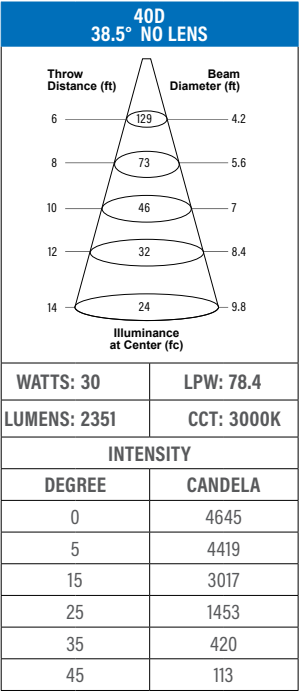 40D
38.5° NO LENS
Throw Distance (ft) Beam Diameter (ft)
6 129 4.2
8 73 5.6
10 46 7
12 32 8.4
14 24 9.8
Illuminance
at Center (fc)
WATTS: 30 LPW: 78.4
LUMENS: 2351 CCT: 3000K
INTENSITY
DEGREE CANDELA
0 4645
5 4419
15 3017
25 1453
35 420
45 113